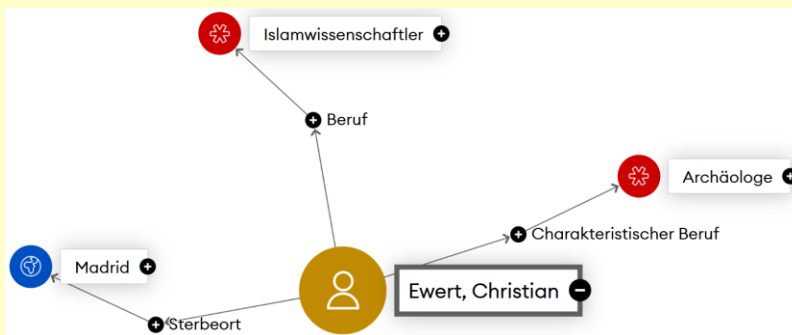 Islamwissenschaftler
Beruf
Archäologe
Charakteristischer Beruf
Madrid
Ewert, Christian
Sterbeort